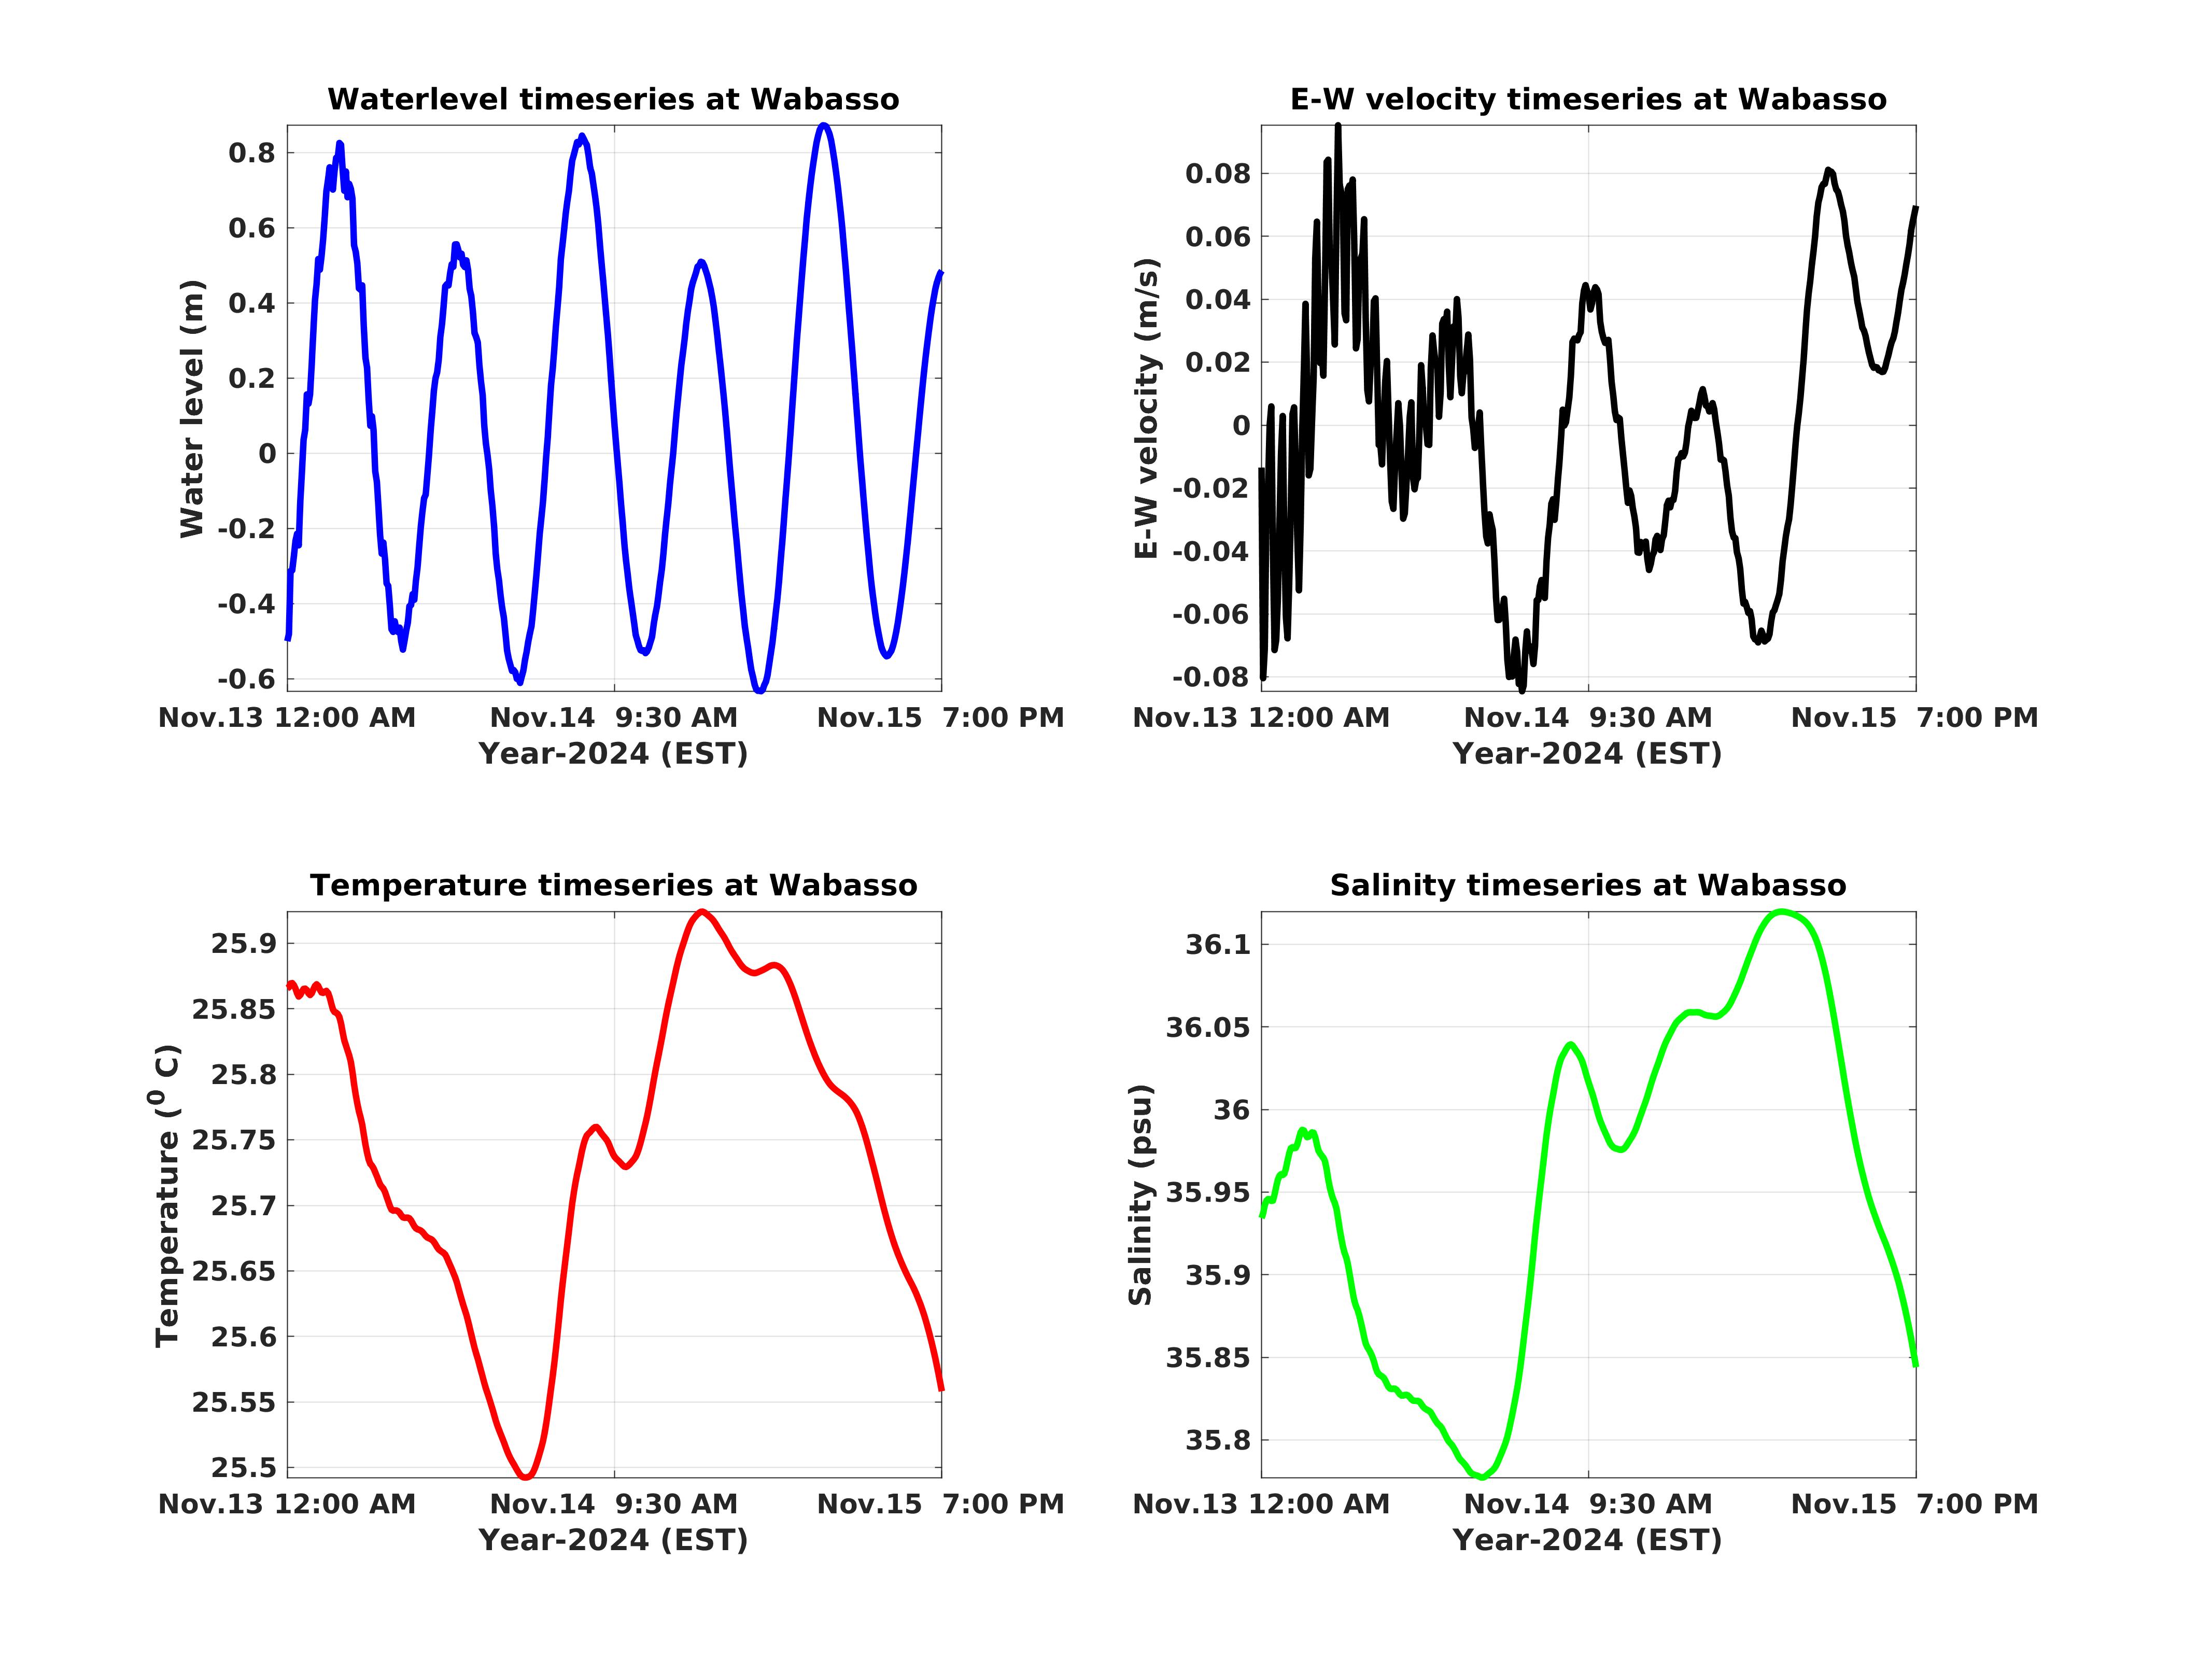 Waterlevel timeseries at Wabasso
0.8
0.6
0.4
0.2
0
-0.2
-0.4
-0.6
Water level (m)
Nov.13 12:00 AM Nov.14 9:30 AM Nov.15 7:00 PM
Year-2024 (EST)
E-W velocity timeseries at Wabasso
0.08
0.06
0.04
0.02
0
-0.02
-0.04
-0.06
-0.08
E-W velocity (m/s)
Nov.13 12:00 AM Nov.14 9:30 AM Nov.15 7:00 PM
Year-2024 (EST)
Temperature timeseries at Wabasso
25.9
25.85
25.8
25.75
25.7
25.65
25.6
25.55
25.5
Temperature (⁰ C)
Nov.13 12:00 AM Nov.14 9:30 AM Nov.15 7:00 PM
Year-2024 (EST)
Salinity timeseries at Wabasso
36.1
36.05
36
35.95
35.9
35.85
35.8
Salinity (psu)
Nov.13 12:00 AM Nov.14 9:30 AM Nov.15 7:00 PM
Year-2024 (EST)